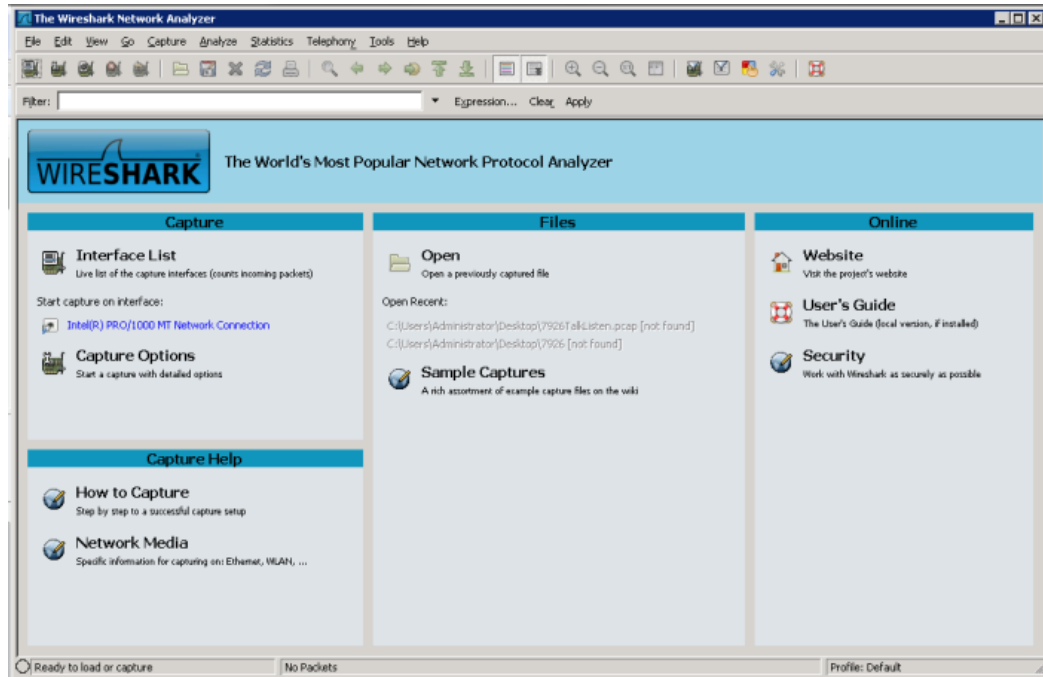 The Wireshark Network Analyzer
File Edit View Go Capture Analyze Statistics Telephony Tools Help
Filter: Expression... Clear Apply
WIRESHARK
The World's Most Popular Network Protocol Analyzer
Capture
Interface List
Live list of the capture interfaces (counts incoming packets)
Start capture on interface:
Intel(R) PRO/1000 MT Network Connection
Capture Options
Start a capture with detailed options
Capture Help
How to Capture
Step by step to a successful capture setup
Network Media
Specific information for capturing on: Ethernet, WLAN, ...
Files
Open
Open a previously captured file
Open Recent:
C:\Users\Administrator\Desktop\7926TalkListen.pcap [not found]
C:\Users\Administrator\Desktop\7926 [not found]
Sample Captures
A rich assortment of example capture files on the wiki
Online
Website
Visit the project's website
User's Guide
The User's Guide (local version, if installed)
Security
Work with Wireshark as securely as possible
Ready to load or capture No Packets Profile: Default